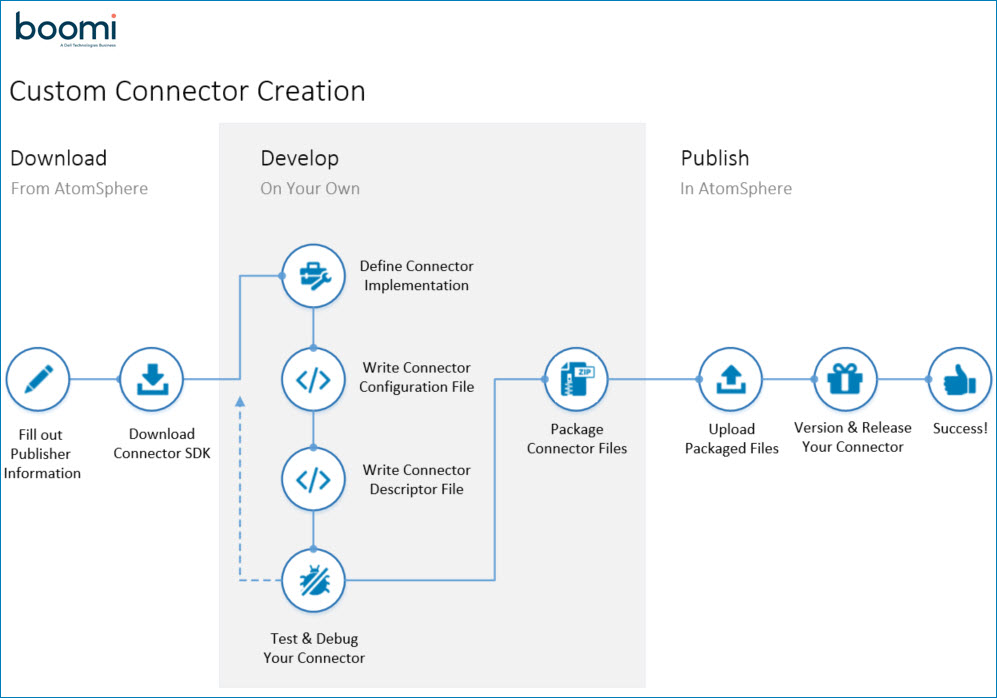 boomi
A Dell Technologies Business
Custom Connector Creation
Download
From AtomSphere
Develop
On Your Own
Publish
In AtomSphere
Fill out
Publisher
Information
Download
Connector SDK
Define Connector
Implementation
</>
Write Connector
Configuration File
</>
Write Connector
Descriptor File
Test & Debug
Your Connector
ZIP
Package
Connector Files
Upload
Packaged Files
Version & Release
Your Connector
Success!